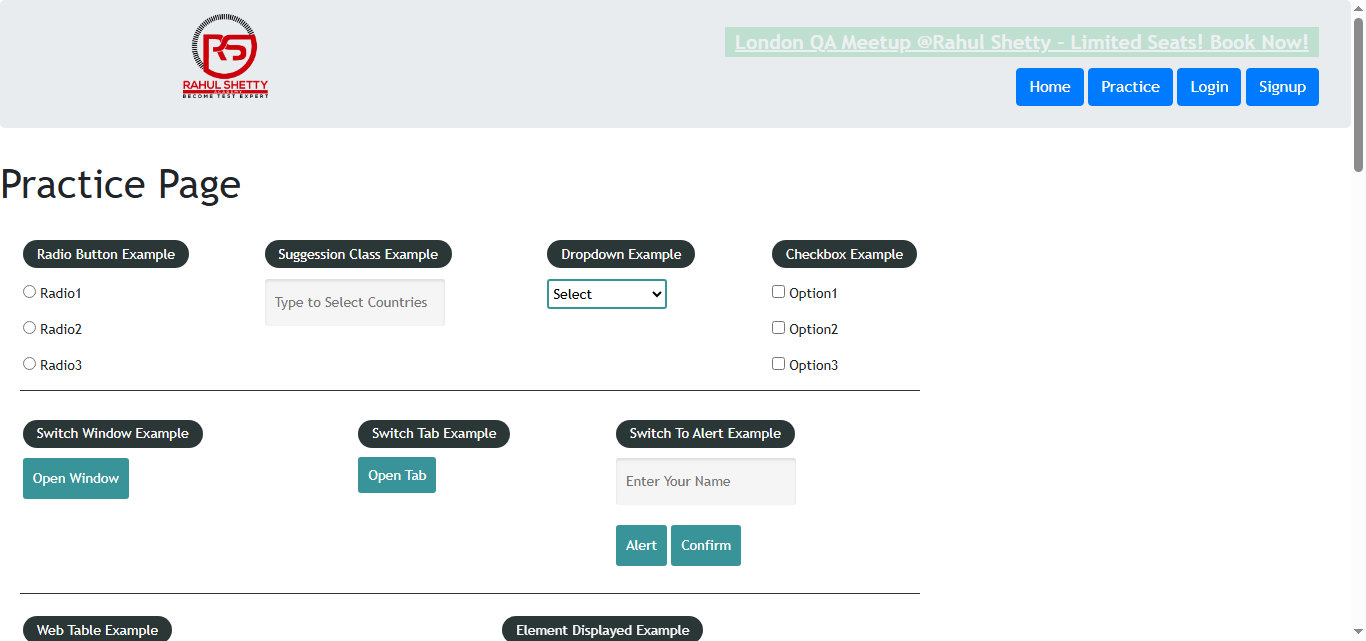 RS
RAHUL SHETTY
ACADEMY
BECOME TEST EXPERT
London QA Meetup @Rahul Shetty - Limited Seats! Book Now!
Home Practice Login Signup
Practice Page
Radio Button Example Suggession Class Example Dropdown Example Checkbox Example
Radio1 Type to Select Countries Select Option1
Radio2 Option2
Radio3 Option3
Switch Window Example Switch Tab Example Switch To Alert Example
Open Window Open Tab Enter Your Name
Alert Confirm
Web Table Example Element Displayed Example